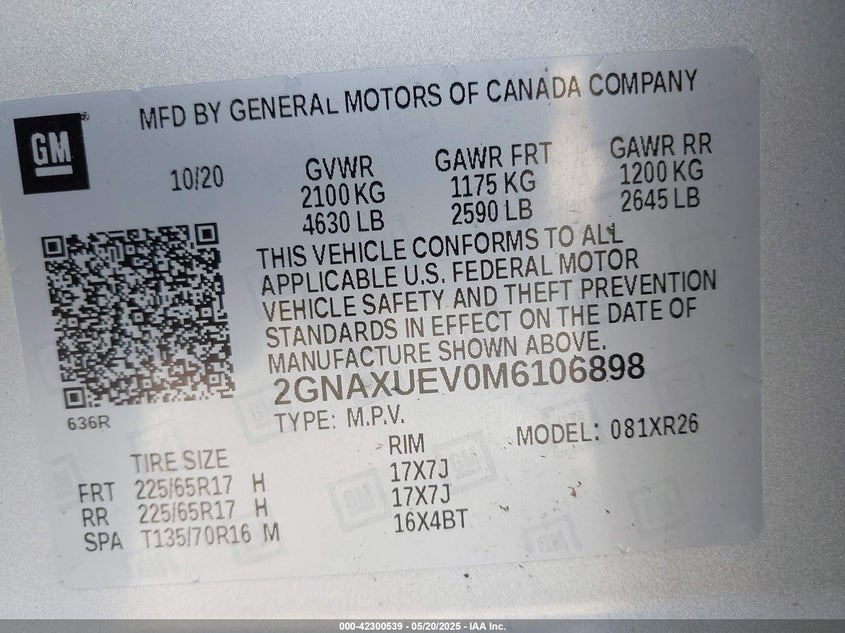 MFD BY GENERAL MOTORS OF CANADA COMPANY
GM®
10/20
GVWR
2100 KG
4630 LB
GAWR FRT
1175 KG
2590 LB
GAWR RR
1200 KG
2645 LB
THIS VEHICLE CONFORMS TO ALL
APPLICABLE U.S. FEDERAL MOTOR
VEHICLE SAFETY AND THEFT PREVENTION
STANDARDS IN EFFECT ON THE DATE OF
MANUFACTURE SHOWN ABOVE.
2GNAXUEV0M6106898
636R
TYPE: M.P.V.
MODEL: 081XR26
TIRE SIZE RIM
FRT 225/65R17 H 17X7J
RR 225/65R17 H 17X7J
SPA T135/70R16 M 16X4BT
000-42300539 - 05/20/2025 - IAA Inc.